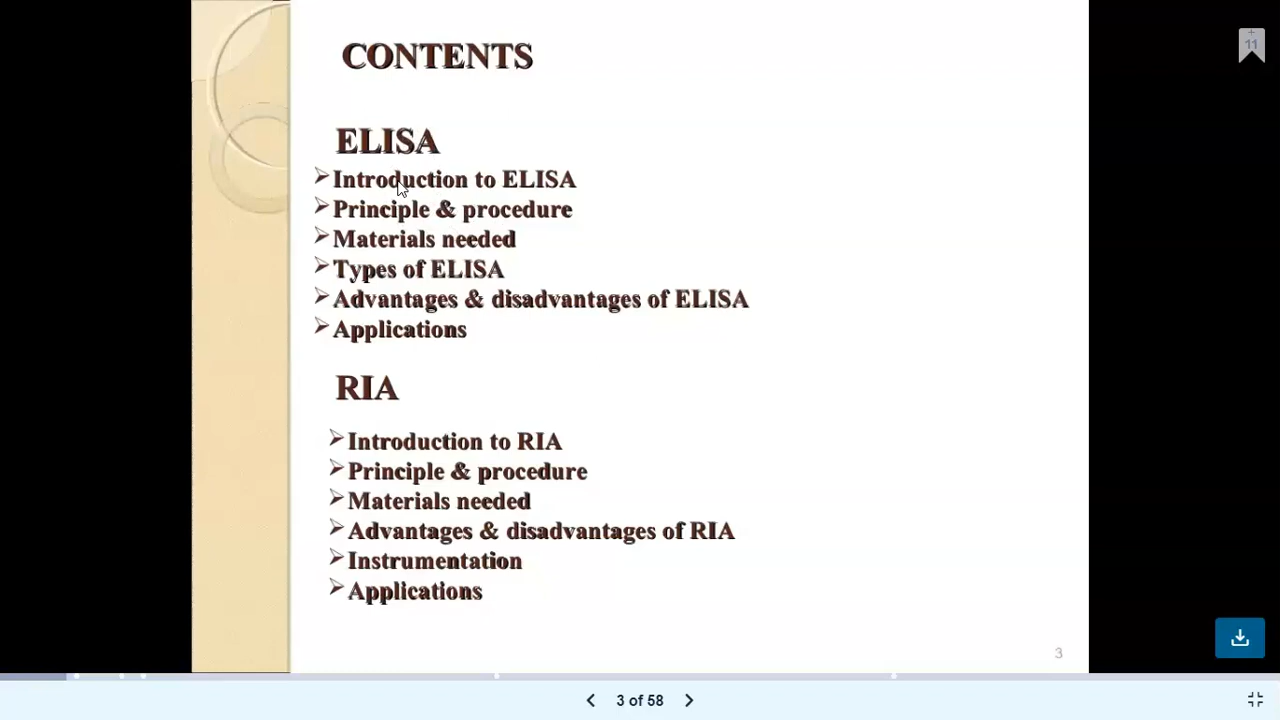 CONTENTS
ELISA
➢Introduction to ELISA
➢Principle & procedure
➢Materials needed
➢Types of ELISA
➢Advantages & disadvantages of ELISA
➢Applications
RIA
➢Introduction to RIA
➢Principle & procedure
➢Materials needed
➢Advantages & disadvantages of RIA
➢Instrumentation
➢Applications
3
11
3 of 58